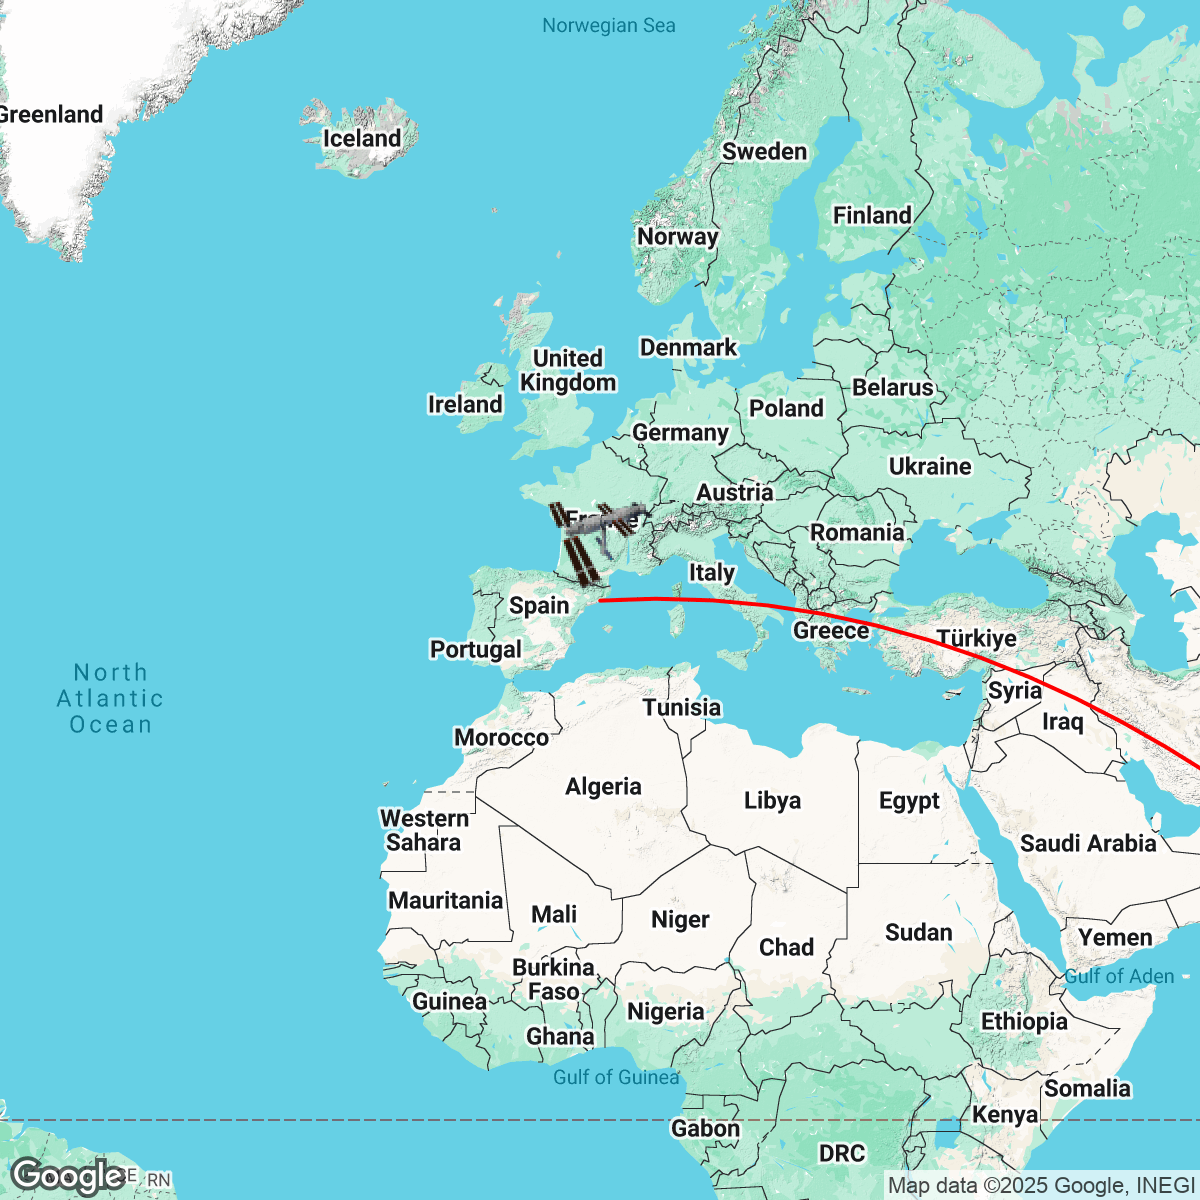 Norwegian Sea
Greenland
Iceland
Sweden
Finland
Norway
Denmark
United
Kingdom
Ireland
Belarus
Poland
Germany
Ukraine
Austria
France
Romania
Italy
Spain
Portugal
Greece
Türkiye
North
Atlantic
Ocean
Syria
Iraq
Tunisia
Morocco
Algeria
Libya
Egypt
Western
Sahara
Saudi Arabia
Mauritania
Mali
Niger
Chad
Sudan
Yemen
Gulf of Aden
Burkina
Faso
Guinea
Nigeria
Ghana
Ethiopia
Gulf of Guinea
Somalia
Kenya
Gabon
DRC
Google
RN
Map data ©2025 Google, INEGI